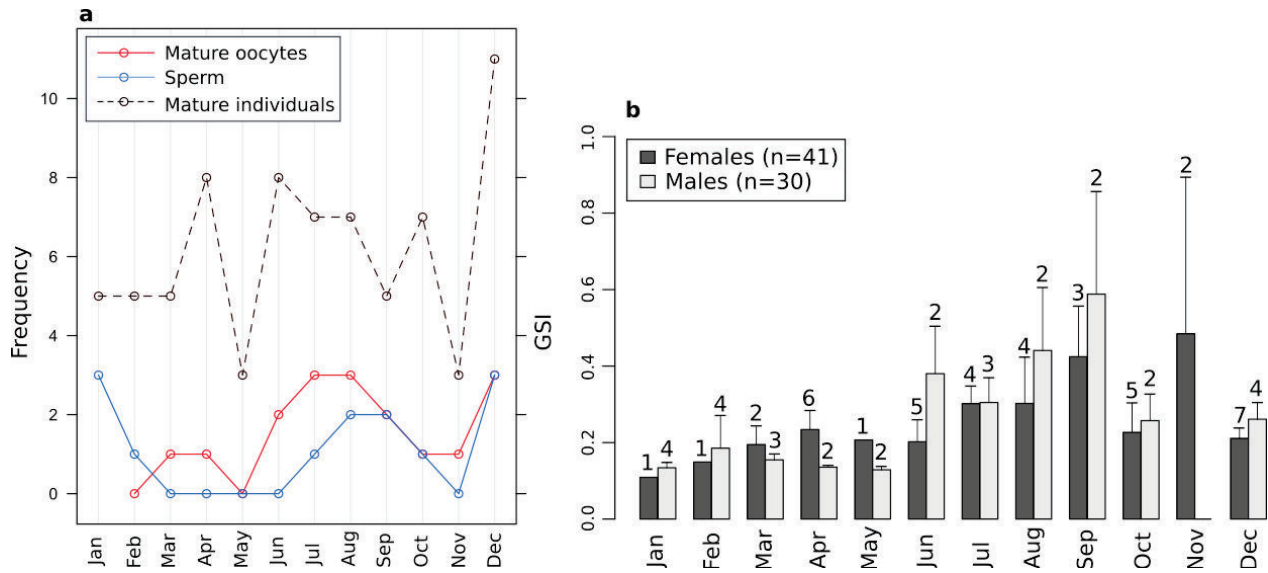 a
Mature oocytes
Sperm
Mature individuals
Frequency
10
8
6
4
2
0
Jan Feb Mar Apr May Jun Jul Aug Sep Oct Nov Dec
b
Females (n=41)
Males (n=30)
GSI
1.0
0.8
0.6
0.4
0.2
0.0
1 4 1 4 2 3 6 2 1 2 5 2 4 3 4 2 3 2 5 2 2 7 4
Jan Feb Mar Apr May Jun Jul Aug Sep Oct Nov Dec